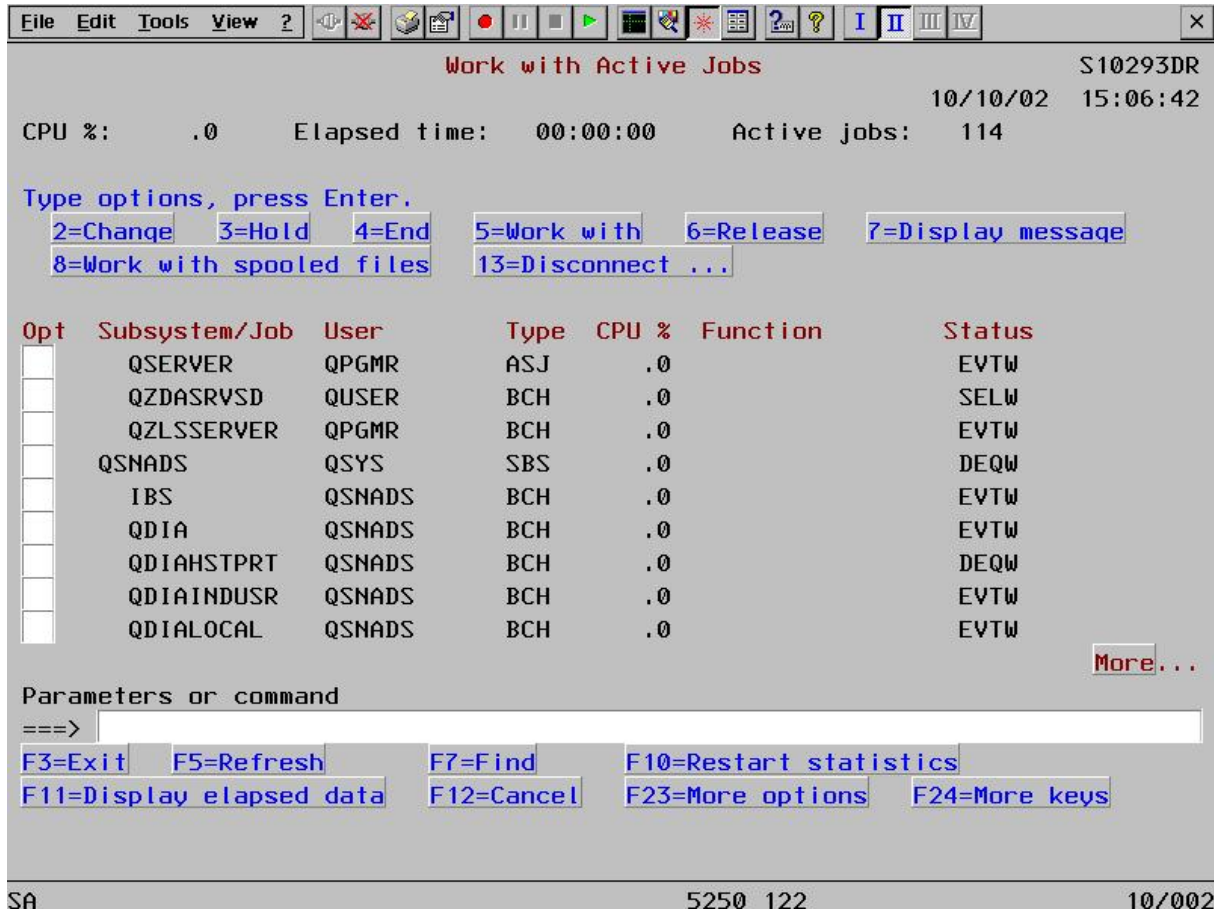 File Edit Tools View ? I II III IV
Work with Active Jobs S10293DR
10/10/02 15:06:42
CPU %: .0 Elapsed time: 00:00:00 Active jobs: 114
Type options, press Enter.
2=Change 3=Hold 4=End 5=Work with 6=Release 7=Display message
8=Work with spooled files 13=Disconnect ...
Opt Subsystem/Job User Type CPU % Function Status
QSERVER QPGMR ASJ .0 EVTW
QZDASRVSD QUSER BCH .0 SELW
QZLSSERVER QPGMR BCH .0 EVTW
QSNADS QSYS SBS .0 DEQW
IBS QSNADS BCH .0 EVTW
QDIA QSNADS BCH .0 EVTW
QDIAHSTPRT QSNADS BCH .0 DEQW
QDIAINDUSR QSNADS BCH .0 EVTW
QDIALOCAL QSNADS BCH .0 EVTW
More...
Parameters or command
===>
F3=Exit F5=Refresh F7=Find F10=Restart statistics
F11=Display elapsed data F12=Cancel F23=More options F24=More keys
SA 5250 122 10/002